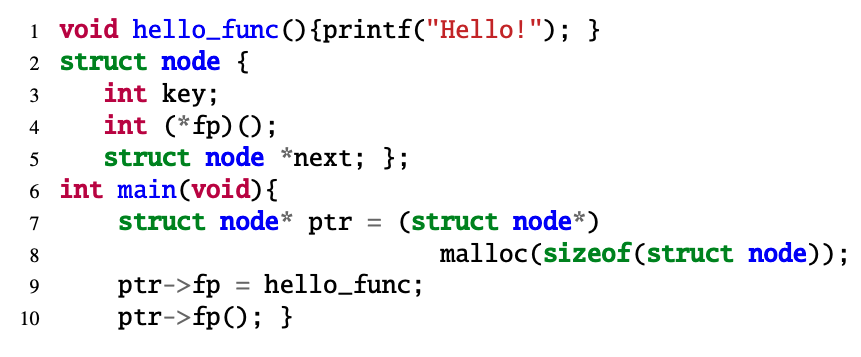 1 void hello_func(){printf("Hello!"); }
2 struct node {
3 int key;
4 int (*fp)();
5 struct node *next; };
6 int main(void){
7 struct node* ptr = (struct node*)
8 malloc(sizeof(struct node));
9 ptr->fp = hello_func;
10 ptr->fp(); }